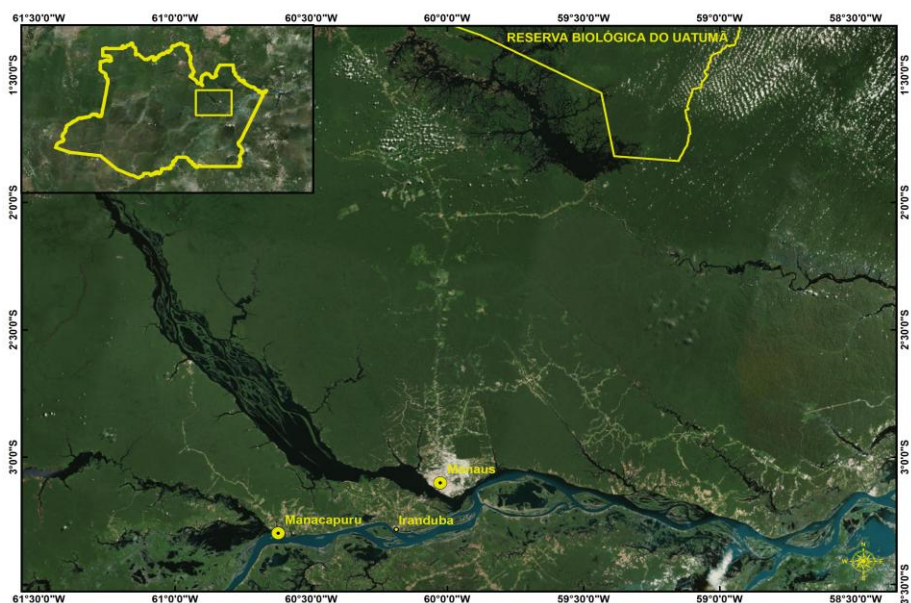 61°30'0"W 61°0'0"W 60°30'0"W 60°0'0"W 59°30'0"W 59°0'0"W 58°30'0"W
RESERVA BIOLÓGICA DO UATUMÃ
1°30'0"S 1°30'0"S
2°0'0"S 2°0'0"S
2°30'0"S 2°30'0"S
3°0'0"S 3°0'0"S
Manaus
Manacapuru Iranduba
N
W E
S
3°30'0"S
61°30'0"W 61°0'0"W 60°30'0"W 60°0'0"W 59°30'0"W 59°0'0"W 58°30'0"W